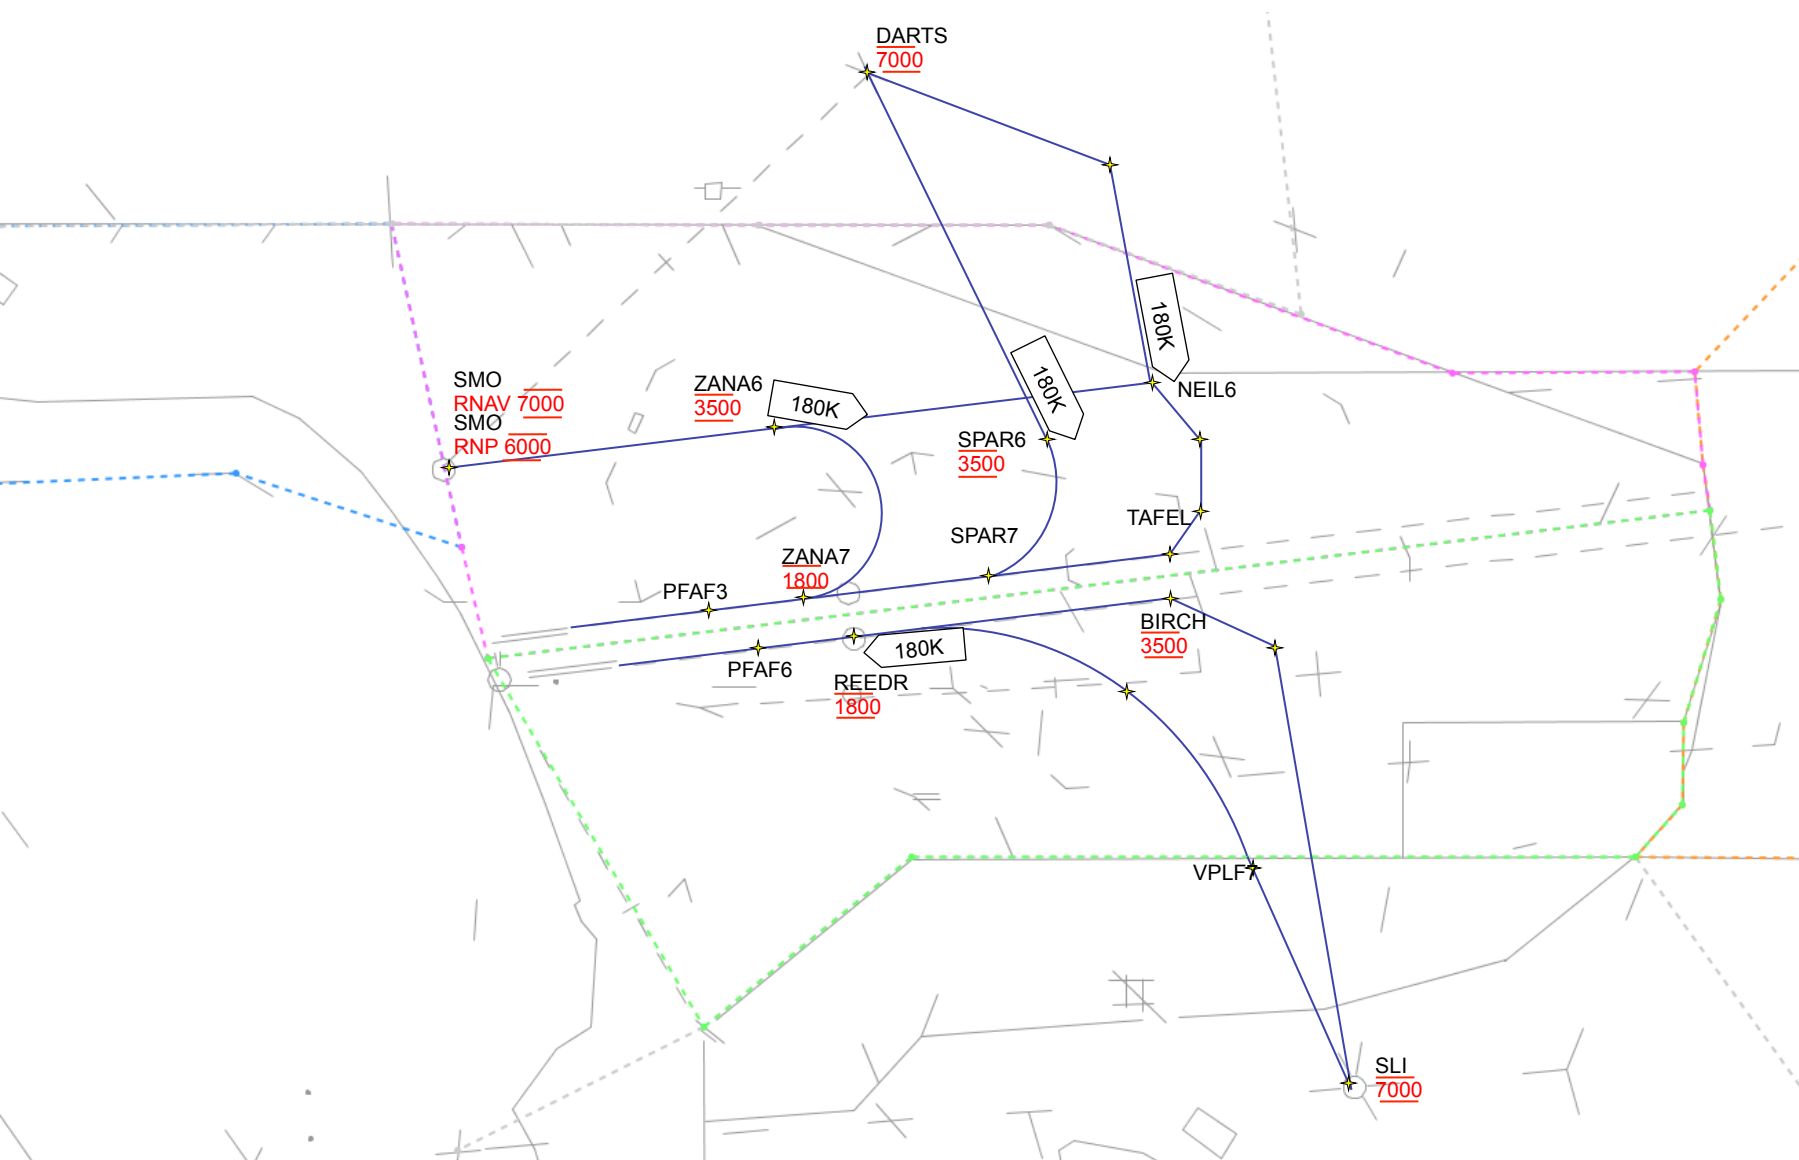 DARTS
7000
180K
SMO
RNAV 7000
SMO
RNP 6000
ZANA6
3500
180K
180K
NEIL6
SPAR6
3500
TAFEL
SPAR7
ZANA7
1800
PFAF3
BIRCH
3500
180K
PFAF6
REEDR
1800
VPLF7
SLI
7000